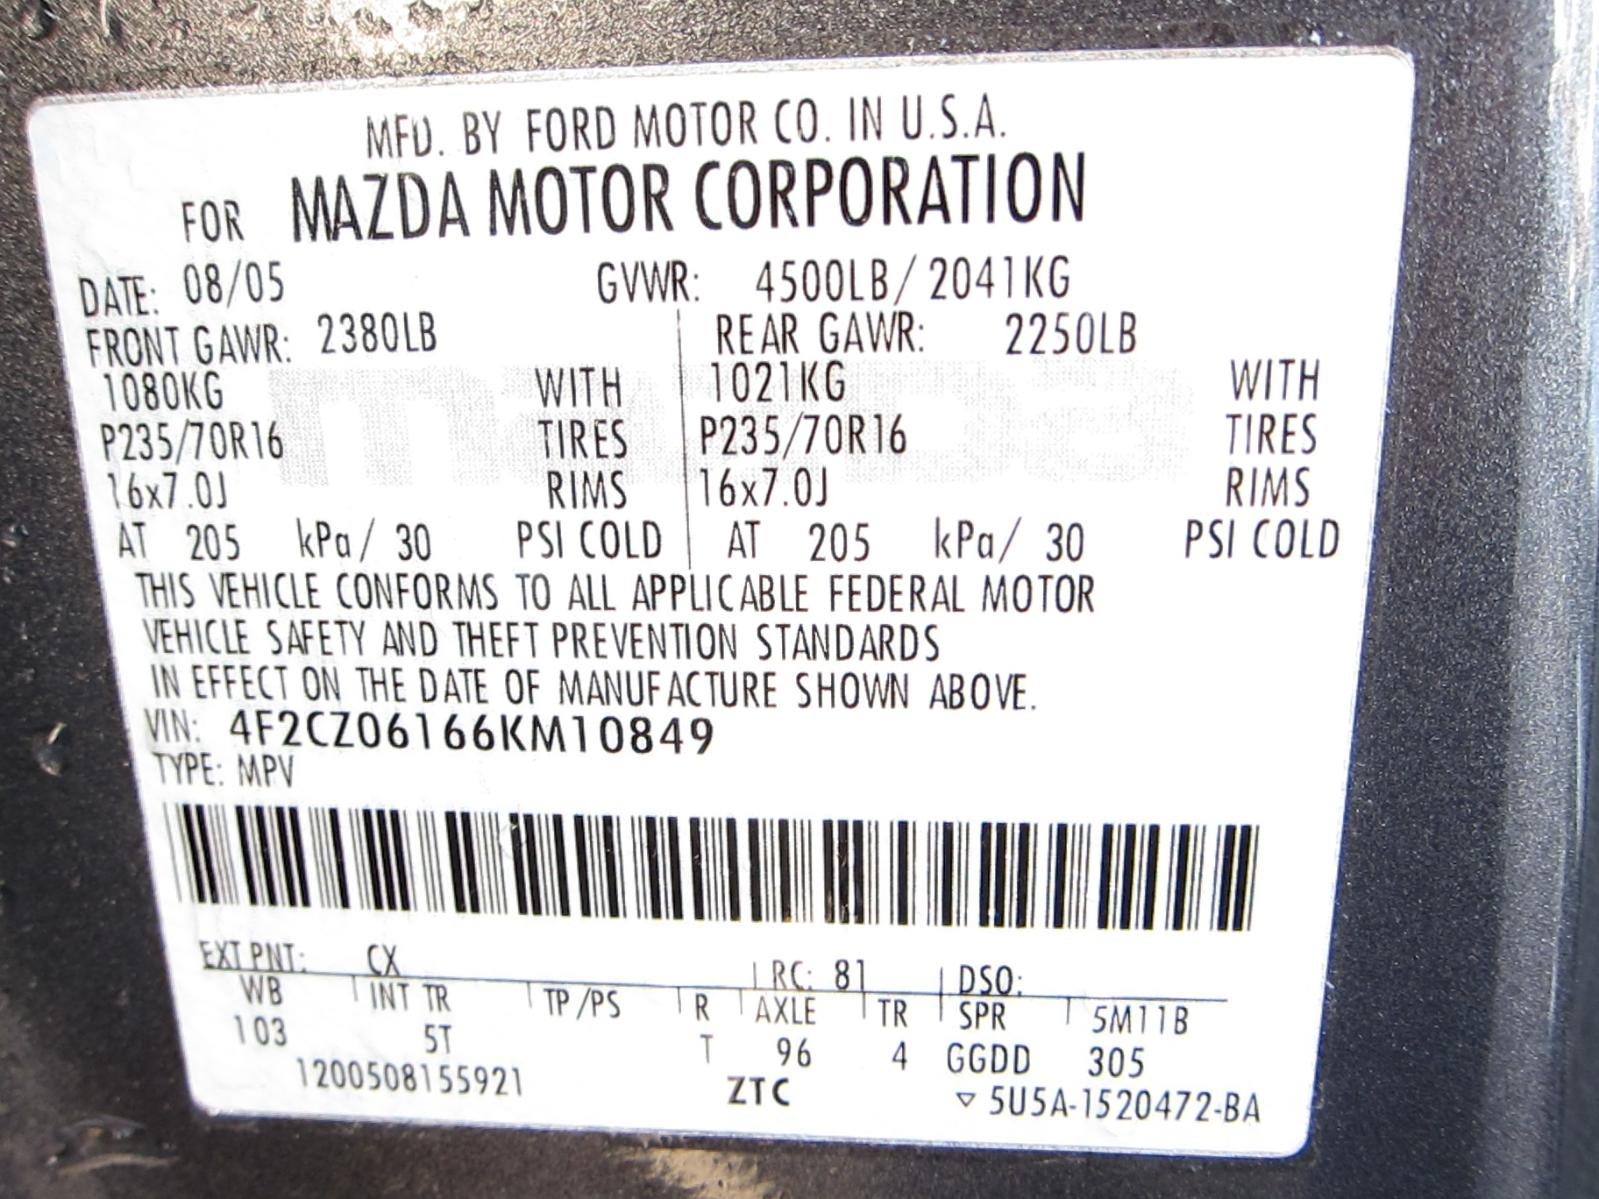 MFD. BY FORD MOTOR CO. IN U.S.A.
FOR MAZDA MOTOR CORPORATION
DATE: 08/05 GVWR: 4500LB/2041KG
FRONT GAWR: 2380LB REAR GAWR: 2250LB
1080KG WITH 1021KG WITH
P235/70R16 TIRES P235/70R16 TIRES
16x7.0J RIMS 16x7.0J RIMS
AT 205 kPa/ 30 PSI COLD AT 205 kPa/ 30 PSI COLD
THIS VEHICLE CONFORMS TO ALL APPLICABLE FEDERAL MOTOR
VEHICLE SAFETY AND THEFT PREVENTION STANDARDS
IN EFFECT ON THE DATE OF MANUFACTURE SHOWN ABOVE.
VIN: 4F2CZ06166KM10849
TYPE: MPV
EXT PNT: CX RC: 81 DSO:
WB INT TR TP/PS R AXLE TR SPR 5M11B
103 5T T 96 4 GGDD 305
1200508155921 ZTC ▽ 5U5A-1520472-BA